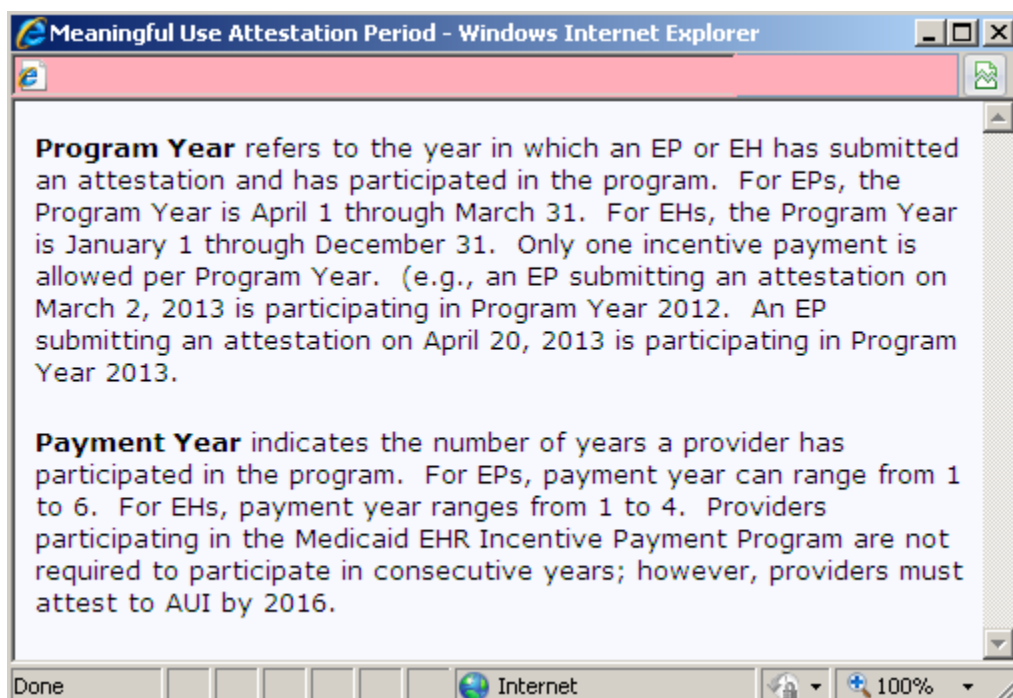 Meaningful Use Attestation Period - Windows Internet Explorer
Program Year refers to the year in which an EP or EH has submitted
an attestation and has participated in the program.  For EPs, the
Program Year is April 1 through March 31.  For EHs, the Program Year
is January 1 through December 31.  Only one incentive payment is
allowed per Program Year.  (e.g., an EP submitting an attestation on
March 2, 2013 is participating in Program Year 2012.  An EP
submitting an attestation on April 20, 2013 is participating in Program
Year 2013.
Payment Year indicates the number of years a provider has
participated in the program.  For EPs, payment year can range from 1
to 6.  For EHs, payment year ranges from 1 to 4.  Providers
participating in the Medicaid EHR Incentive Payment Program are not
required to participate in consecutive years; however, providers must
attest to AUI by 2016.
Done Internet 100%